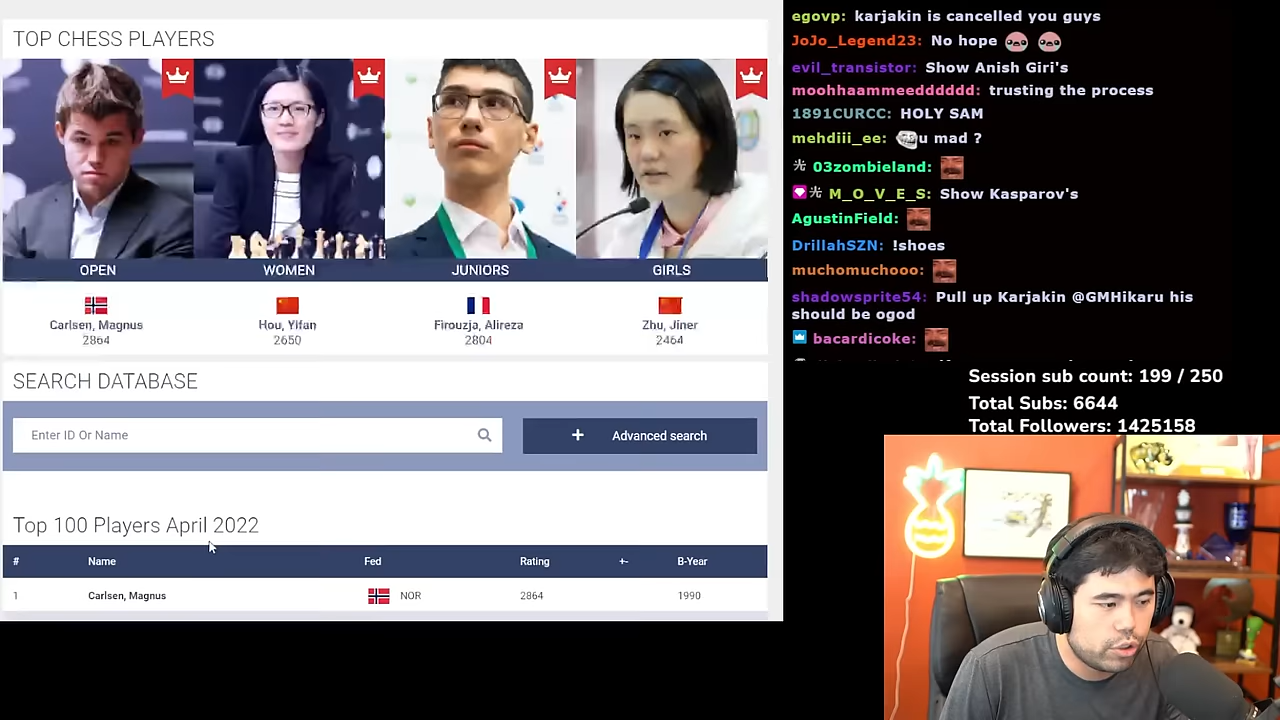 TOP CHESS PLAYERS
OPEN
WOMEN
JUNIORS
GIRLS
Carlsen, Magnus
Hou, Yifan
Firouzja, Alireza
Zhu, Jiner
2864
2650
2804
2464
SEARCH DATABASE
Enter ID Or Name
+ Advanced search
Top 100 Players April 2022
# Name Fed Rating +- B-Year
1 Carlsen, Magnus NOR 2864 1990
egovp: karjakin is cancelled you guys
JoJo_Legend23: No hope
evil_transistor: Show Anish Giri's
moohhaammeedddddd: trusting the process
1891CURCC: HOLY SAM
mehdiii_ee: u mad ?
03zombieland:
M_O_V_E_S: Show Kasparov's
AgustinField:
DrillahSZN: !shoes
muchomuchooo:
shadowsprite54: Pull up Karjakin @GMHikaru his
should be ogod
bacardicoke:
Session sub count: 199 / 250
Total Subs: 6644
Total Followers: 1425158